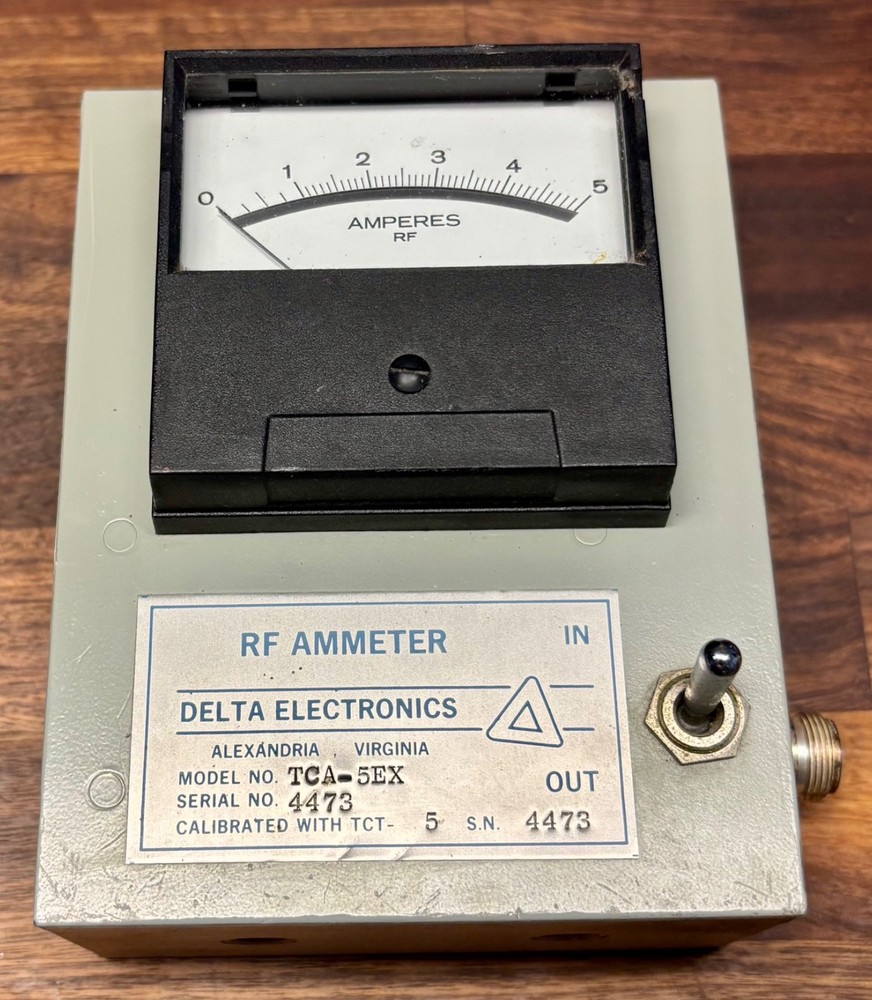 0 1 2 3 4 5
AMPERES
RF
RF AMMETER IN
DELTA ELECTRONICS
ALEXANDRIA , VIRGINIA
MODEL NO. TCA-5EX OUT
SERIAL NO. 4473
CALIBRATED WITH TCT- 5 S.N. 4473